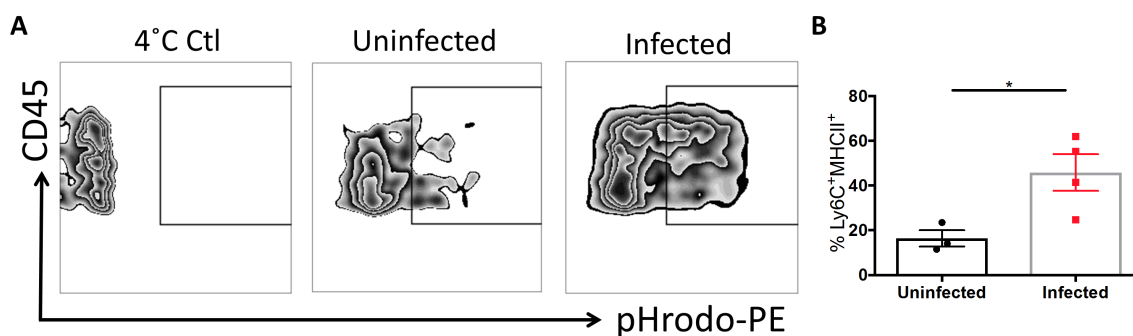 A
4˚C Ctl
Uninfected
Infected
CD45
pHrodo-PE
B
*
% Ly6C⁺MHCII⁺
80
60
40
20
0
Uninfected
Infected